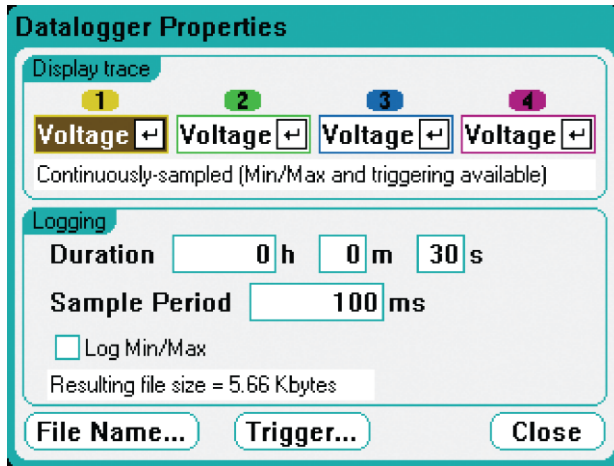 Datalogger Properties
Display trace
1 2 3 4
Voltage ↵ Voltage ↵ Voltage ↵ Voltage ↵
Continuously-sampled (Min/Max and triggering available)
Logging
Duration 0 h 0 m 30 s
Sample Period 100 ms
Log Min/Max
Resulting file size = 5.66 Kbytes
File Name... Trigger... Close